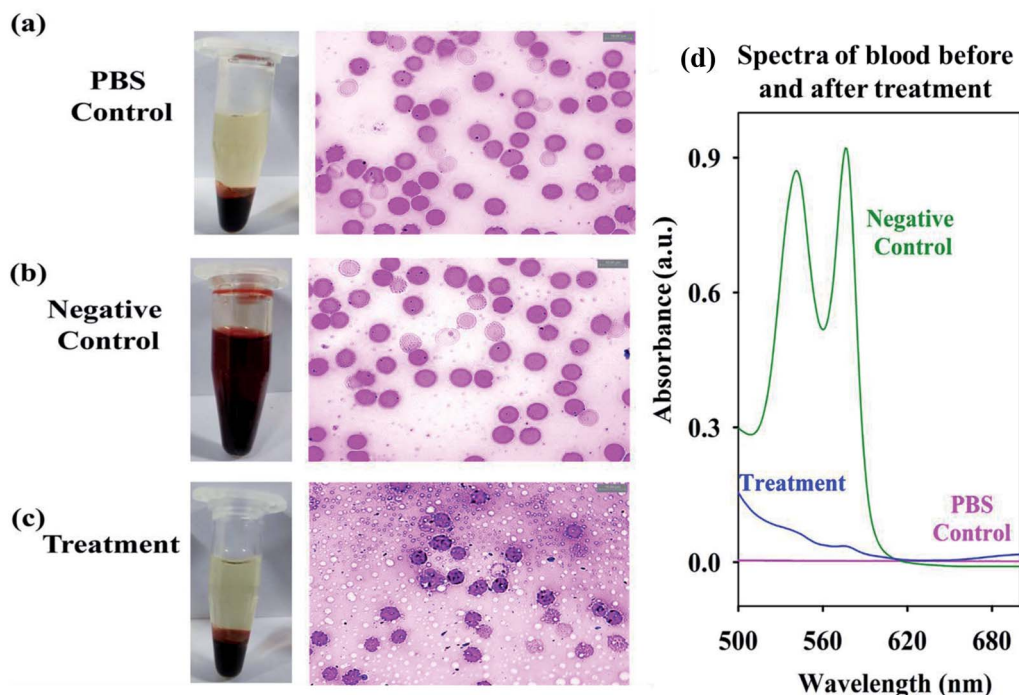 (a)
PBS
Control
(b)
Negative
Control
(c)
Treatment
(d) Spectra of blood before
and after treatment
Absorbance (a.u.)
0.9
0.6
0.3
0.0
Negative
Control
Treatment
PBS
Control
500 560 620 680
Wavelength (nm)